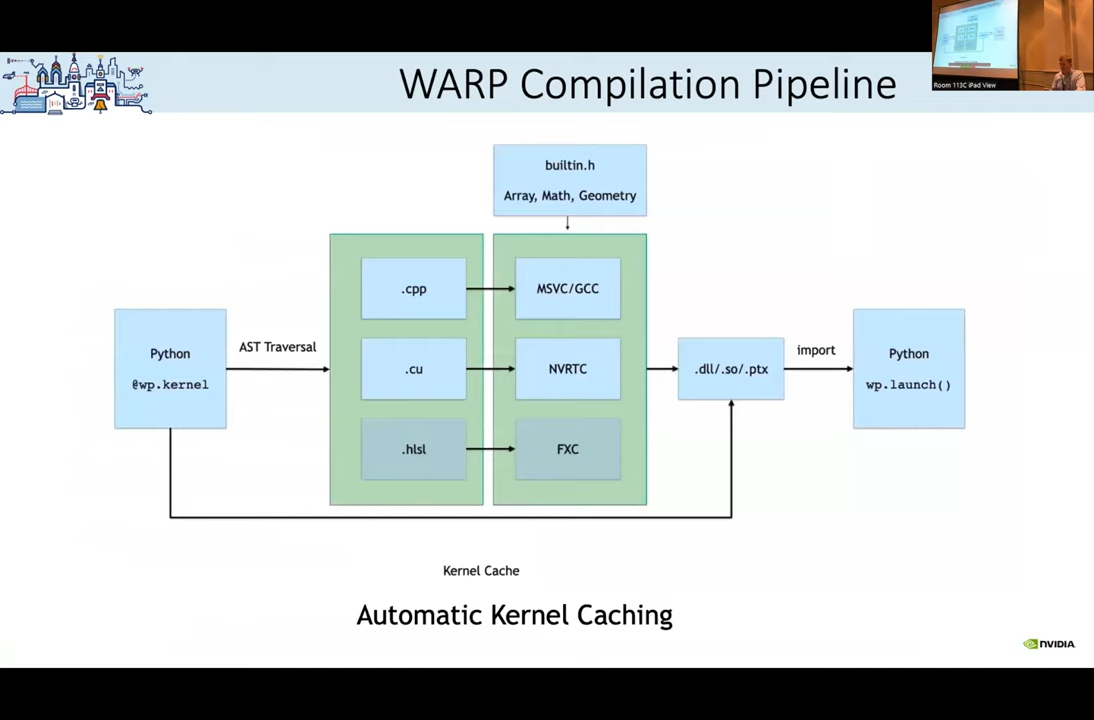 WARP Compilation Pipeline
Room 113C iPad View
builtin.h
Array, Math, Geometry
Python
@wp.kernel
AST Traversal
.cpp
MSVC/GCC
.cu
NVRTC
.hlsl
FXC
.dll/.so/.ptx
import
Python
wp.launch()
Kernel Cache
Automatic Kernel Caching
NVIDIA